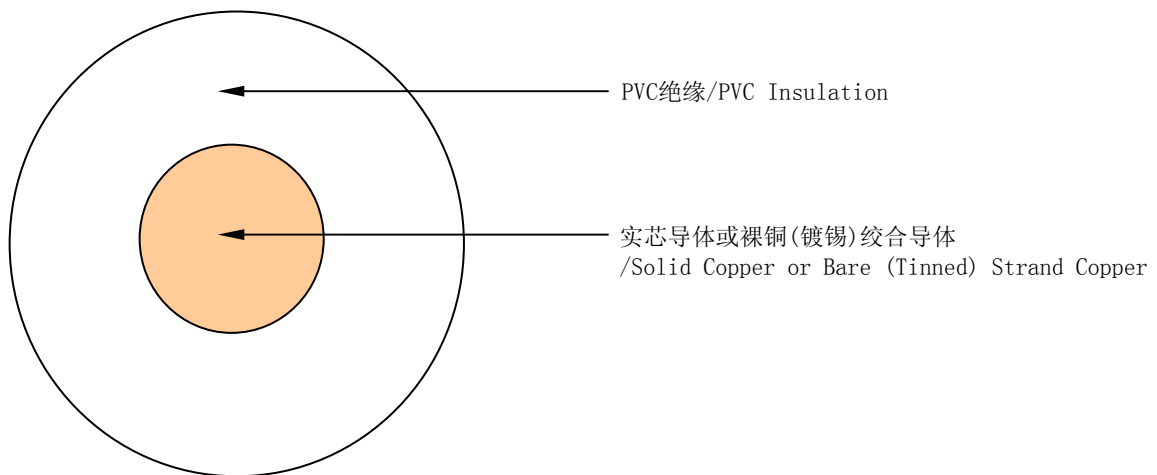 PVC绝缘/PVC Insulation
实芯导体或裸铜(镀锡)绞合导体
/Solid Copper or Bare (Tinned) Strand Copper